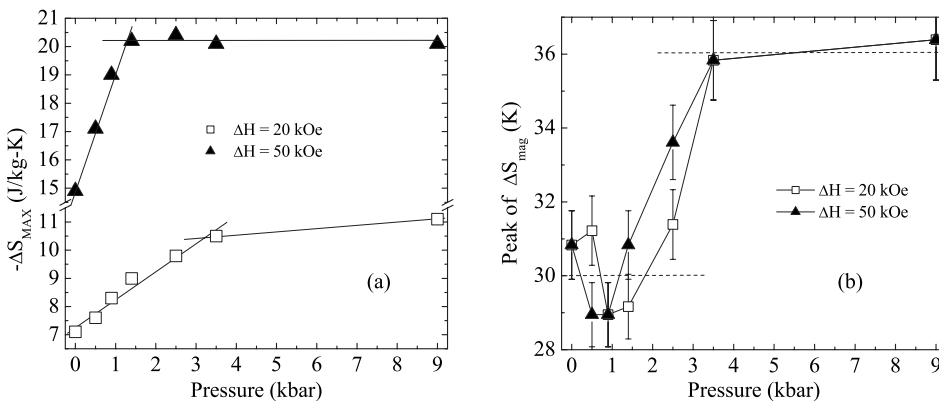 21
20
19
18
17
16
15
11
10
9
8
7
-ΔS_MAX (J/kg-K)
□ ΔH = 20 kOe
▲ ΔH = 50 kOe
(a)
0 1 2 3 4 5 6 7 8 9
Pressure (kbar)
36
34
32
30
28
Peak of ΔS_mag (K)
ΔH = 20 kOe
ΔH = 50 kOe
(b)
0 1 2 3 4 5 6 7 8 9
Pressure (kbar)